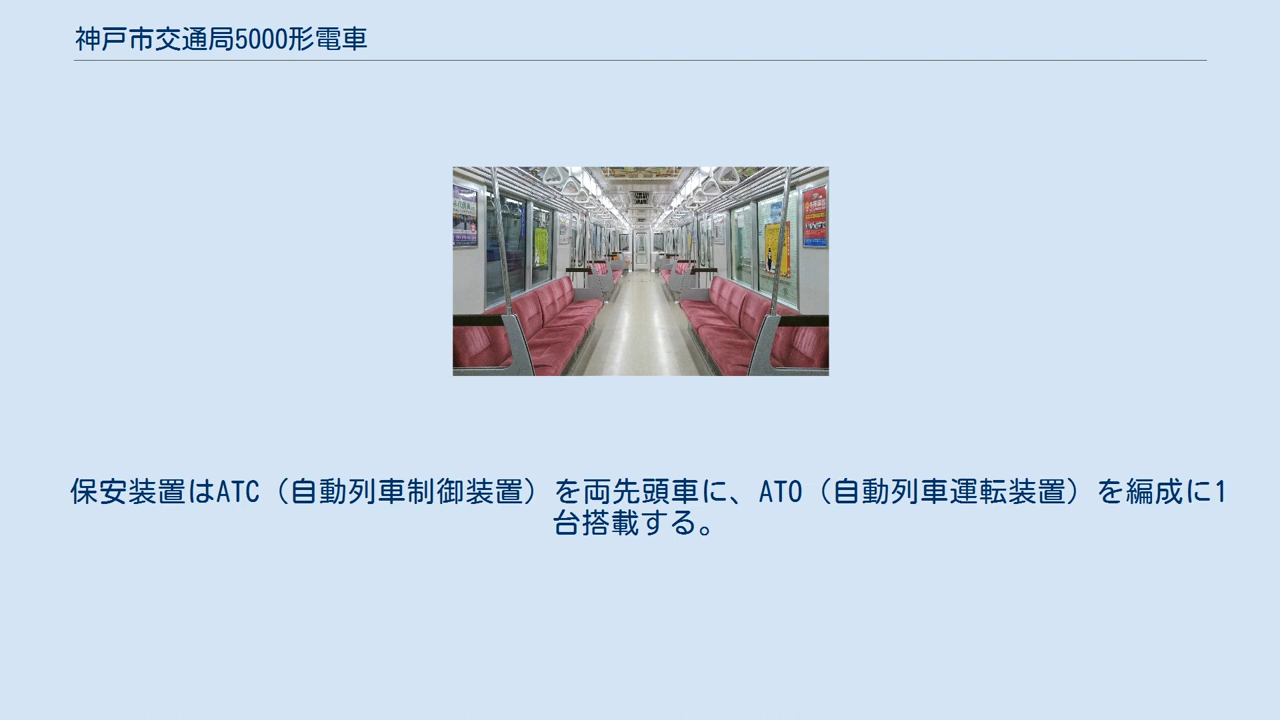 神戸市交通局5000形電車
保安装置はATC（自動列車制御装置）を両先頭車に、ATO（自動列車運転装置）を編成に1
台搭載する。